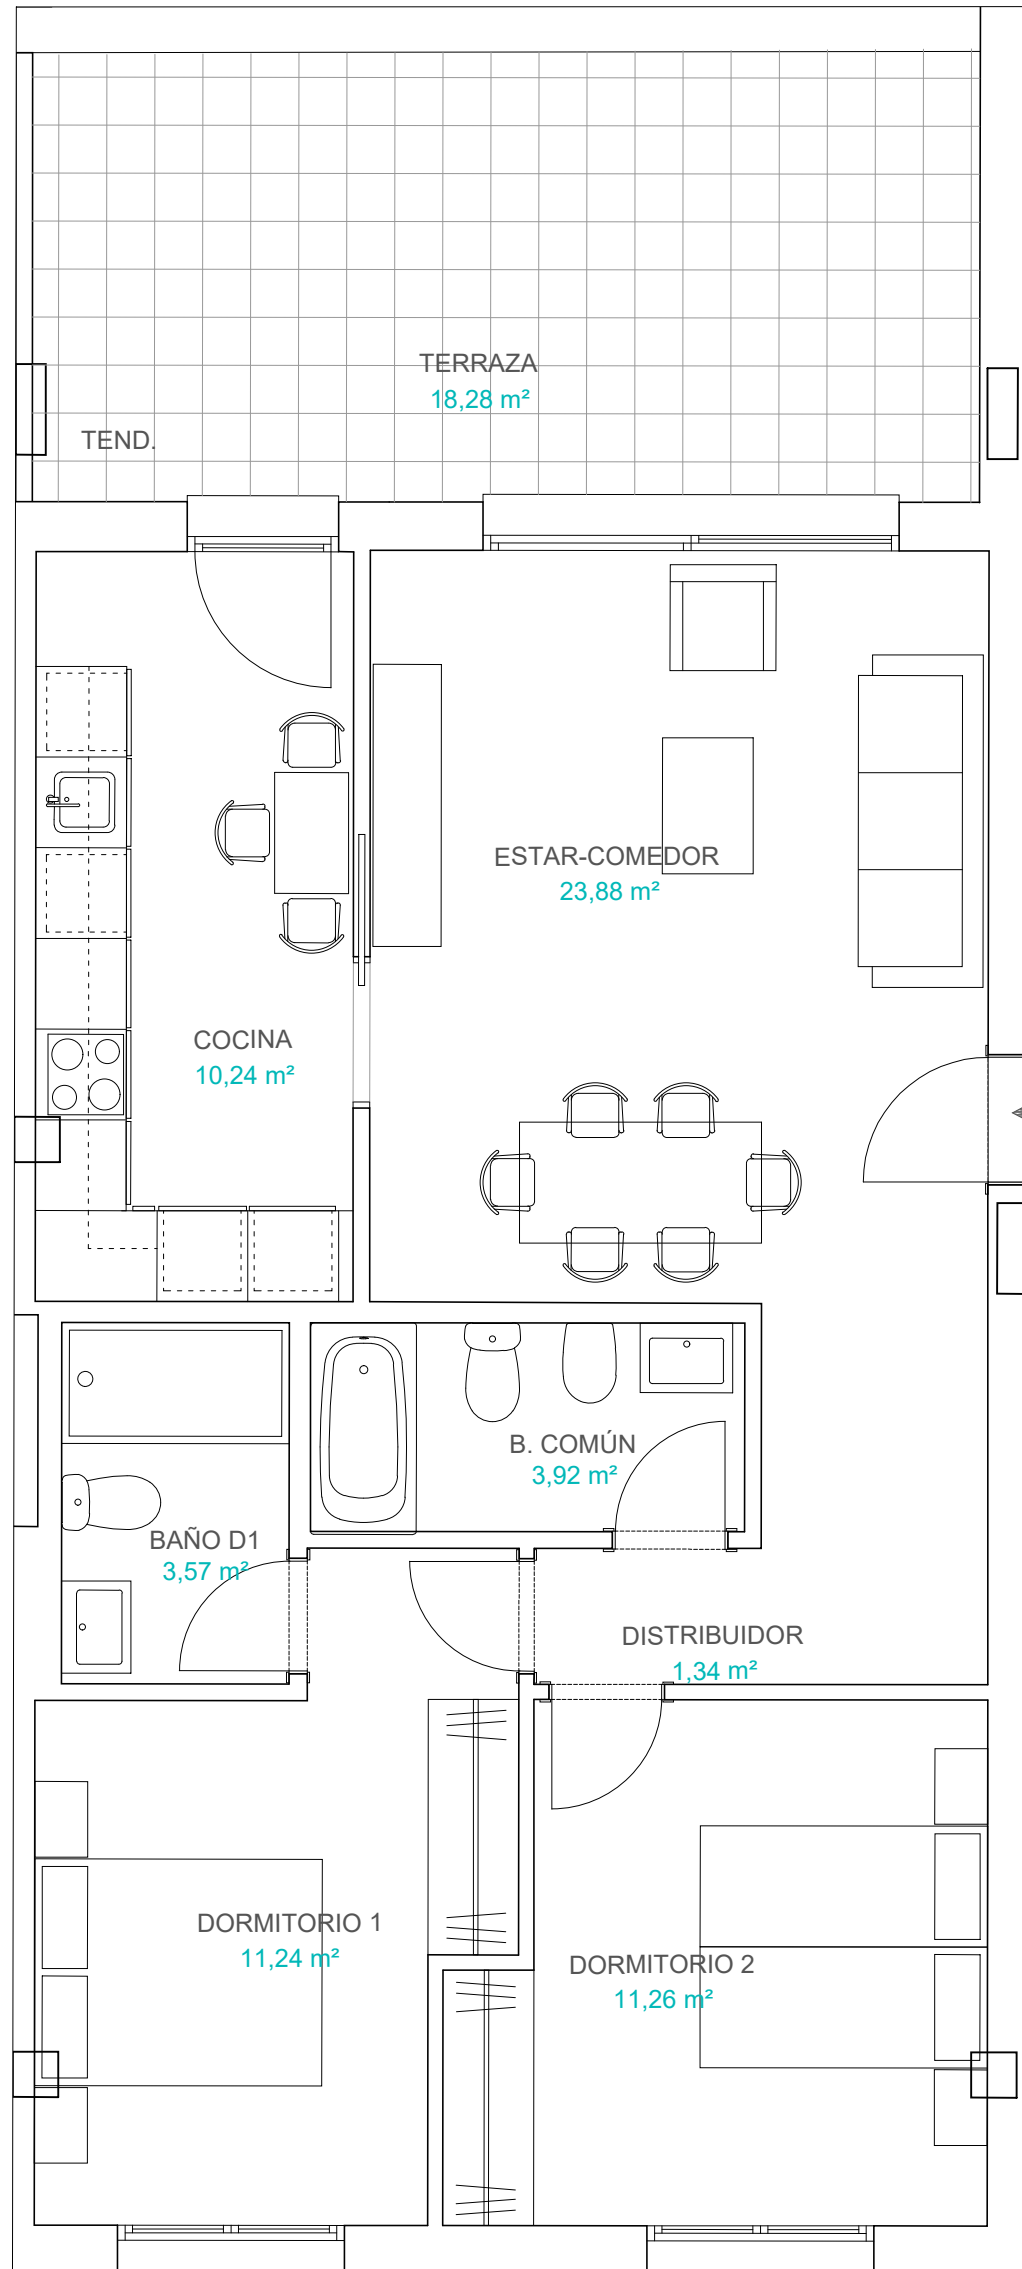 TERRAZA
18,28 m²
TEND.
ESTAR-COMEDOR
23,88 m²
COCINA
10,24 m²
B. COMÚN
3,92 m²
BAÑO D1
3,57 m²
DISTRIBUIDOR
1,34 m²
DORMITORIO 1
11,24 m²
DORMITORIO 2
11,26 m²